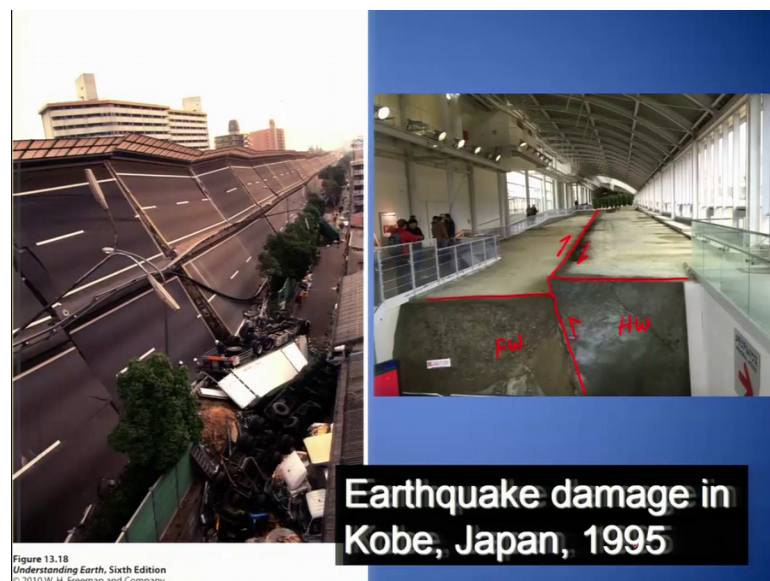 FW
HW
Earthquake damage in
Kobe, Japan, 1995
Figure 13.18
Understanding Earth, Sixth Edition
© 2010 W. H. Freeman and Company